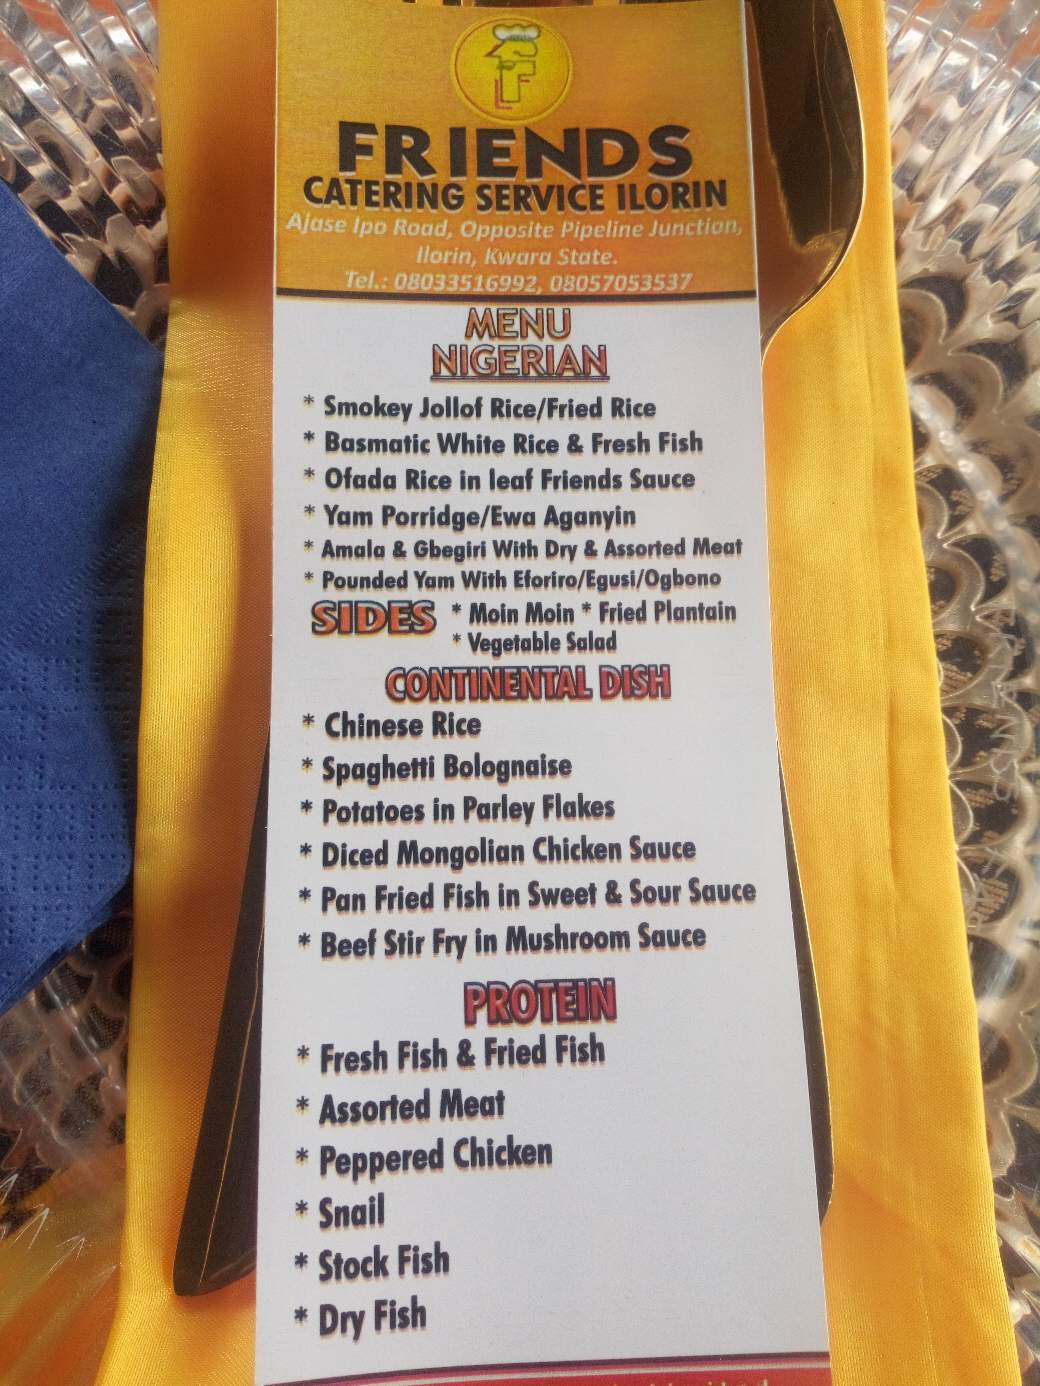 FRIENDS
CATERING SERVICE ILORIN
Ajase Ipo Road, Opposite Pipeline Junction,
Ilorin, Kwara State.
Tel.: 08033516992, 08057053537
MENU
NIGERIAN
* Smokey Jollof Rice/Fried Rice
* Basmatic White Rice & Fresh Fish
* Ofada Rice in leaf Friends Sauce
* Yam Porridge/Ewa Aganyin
* Amala & Gbegiri With Dry & Assorted Meat
* Pounded Yam With Eforiro/Egusi/Ogbono
SIDES * Moin Moin * Fried Plantain
* Vegetable Salad
CONTINENTAL DISH
* Chinese Rice
* Spaghetti Bolognaise
* Potatoes in Parley Flakes
* Diced Mongolian Chicken Sauce
* Pan Fried Fish in Sweet & Sour Sauce
* Beef Stir Fry in Mushroom Sauce
PROTEIN
* Fresh Fish & Fried Fish
* Assorted Meat
* Peppered Chicken
* Snail
* Stock Fish
* Dry Fish